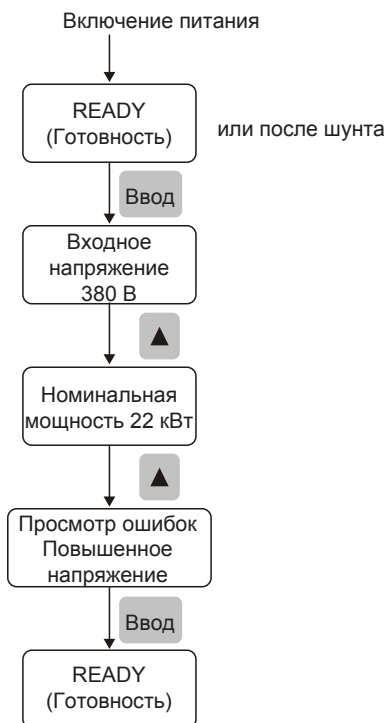 Включение питания
READY
(Готовность)
или после шунта
Ввод
Входное
напряжение
380 В
▲
Номинальная
мощность 22 кВт
▲
Просмотр ошибок
Повышенное
напряжение
Ввод
READY
(Готовность)